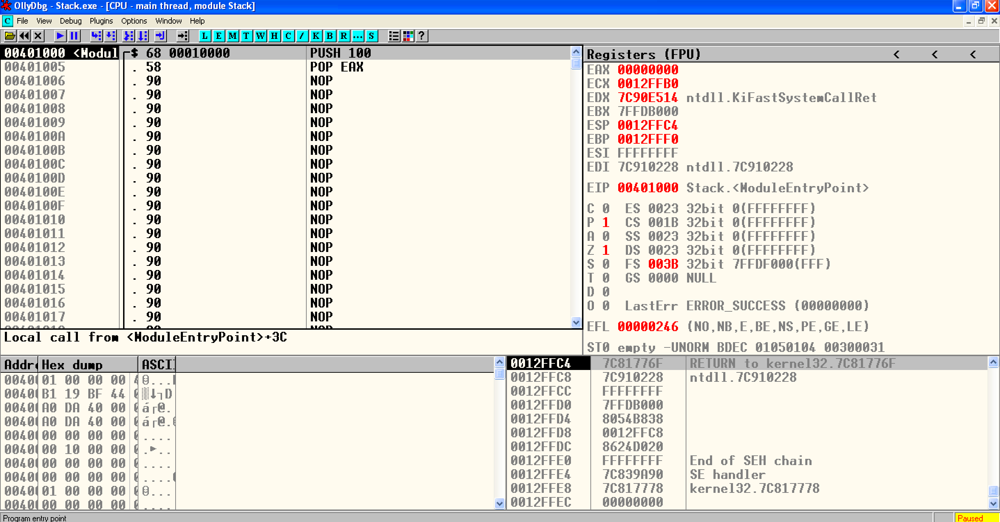 OllyDbg - Stack.exe - [CPU - main thread, module Stack]
C File View Debug Plugins Options Window Help
L E M T W H C / K B R ... S ?
00401000 <Modul $ 68 00010000 PUSH 100
00401005 . 58 POP EAX
00401006 . 90 NOP
00401007 . 90 NOP
00401008 . 90 NOP
00401009 . 90 NOP
0040100A . 90 NOP
0040100B . 90 NOP
0040100C . 90 NOP
0040100D . 90 NOP
0040100E . 90 NOP
0040100F . 90 NOP
00401010 . 90 NOP
00401011 . 90 NOP
00401012 . 90 NOP
00401013 . 90 NOP
00401014 . 90 NOP
00401015 . 90 NOP
00401016 . 90 NOP
00401017 . 90 NOP
Local call from <ModuleEntryPoint>+3C
Registers (FPU) < < <
EAX 00000000
ECX 0012FFB0
EDX 7C90E514 ntdll.KiFastSystemCallRet
EBX 7FFDB000
ESP 0012FFC4
EBP 0012FFF0
ESI FFFFFFFF
EDI 7C910228 ntdll.7C910228
EIP 00401000 Stack.<ModuleEntryPoint>
C 0 ES 0023 32bit 0(FFFFFFFF)
P 1 CS 001B 32bit 0(FFFFFFFF)
A 0 SS 0023 32bit 0(FFFFFFFF)
Z 1 DS 0023 32bit 0(FFFFFFFF)
S 0 FS 003B 32bit 7FFDF000(FFF)
T 0 GS 0000 NULL
D 0
O 0 LastErr ERROR_SUCCESS (00000000)
EFL 00000246 (NO,NB,E,BE,NS,PE,GE,LE)
ST0 empty -UNORM BDEC 01050104 00300031
Addr Hex dump ASCI
0040 01 00 00 00 ...
0040 B1 19 BF 44 ▒↓┐D
0040 A0 DA 40 00 á┌@.
0040 A0 DA 40 00 á┌@.
0040 00 00 00 00 ....
0040 00 10 00 00 .►..
0040 00 00 00 00 ....
0040 00 00 00 00 ....
0040 01 00 00 00 ...
0040 00 00 00 00 ....
0012FFC4 7C81776F RETURN to kernel32.7C81776F
0012FFC8 7C910228 ntdll.7C910228
0012FFCC FFFFFFFF
0012FFD0 7FFDB000
0012FFD4 8054B838
0012FFD8 0012FFC8
0012FFDC 8624D020
0012FFE0 FFFFFFFF End of SEH chain
0012FFE4 7C839A90 SE handler
0012FFE8 7C817778 kernel32.7C817778
0012FFEC 00000000
Program entry point
Paused